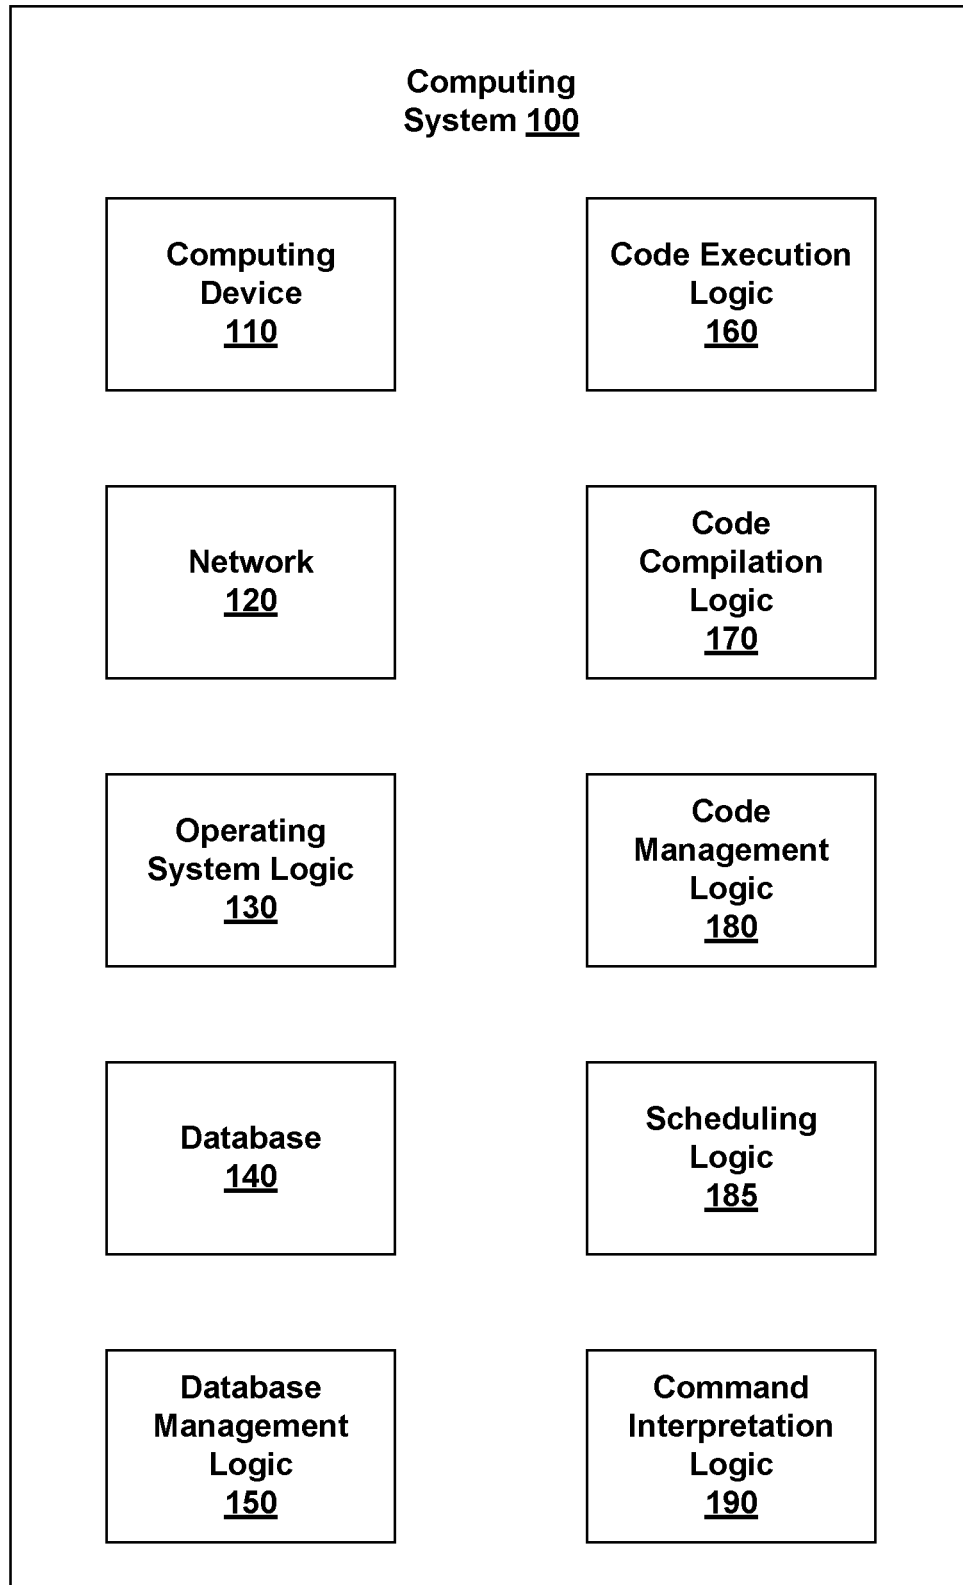 Computing
System 100
Computing
Device
110
Network
120
Operating
System Logic
130
Database
140
Database
Management
Logic
150
Code Execution
Logic
160
Code
Compilation
Logic
170
Code
Management
Logic
180
Scheduling
Logic
185
Command
Interpretation
Logic
190